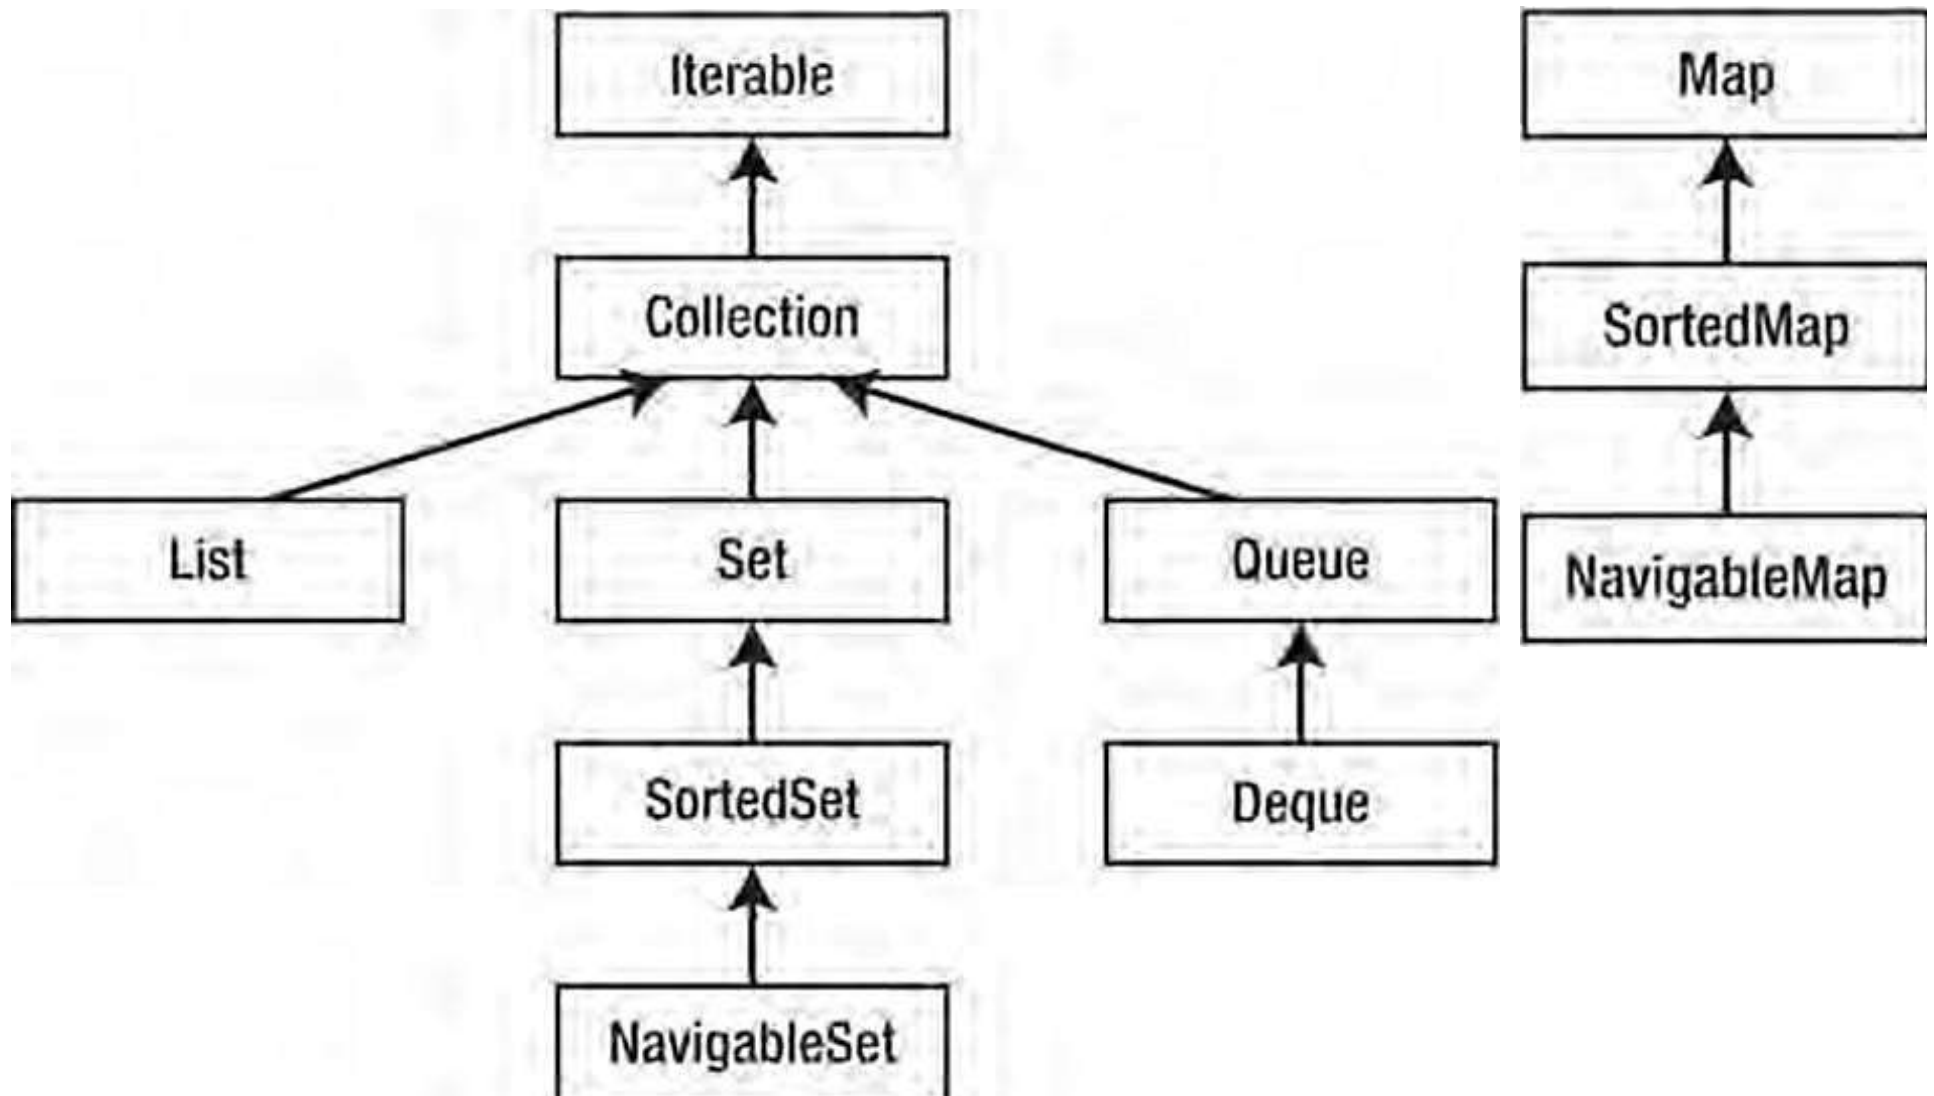 Iterable
Map
Collection
SortedMap
List
Set
Queue
NavigableMap
SortedSet
Deque
NavigableSet